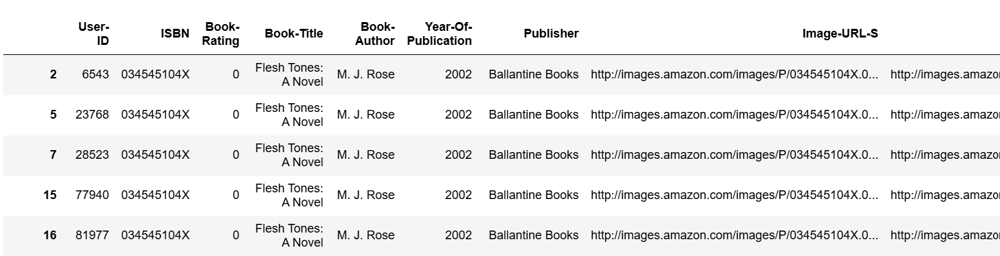 User-ID ISBN Book-Rating Book-Title Book-Author Year-Of-Publication Publisher Image-URL-S
2 6543 034545104X 0 Flesh Tones: A Novel M. J. Rose 2002 Ballantine Books http://images.amazon.com/images/P/034545104X.0... http://images.amazo
5 23768 034545104X 0 Flesh Tones: A Novel M. J. Rose 2002 Ballantine Books http://images.amazon.com/images/P/034545104X.0... http://images.amazo
7 28523 034545104X 0 Flesh Tones: A Novel M. J. Rose 2002 Ballantine Books http://images.amazon.com/images/P/034545104X.0... http://images.amazo
15 77940 034545104X 0 Flesh Tones: A Novel M. J. Rose 2002 Ballantine Books http://images.amazon.com/images/P/034545104X.0... http://images.amazo
16 81977 034545104X 0 Flesh Tones: A Novel M. J. Rose 2002 Ballantine Books http://images.amazon.com/images/P/034545104X.0... http://images.amazo